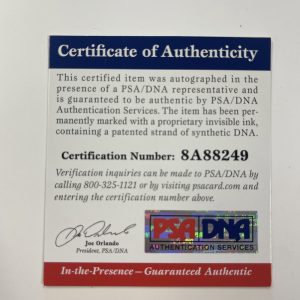 Certificate of Authenticity
This certified item was autographed in the
presence of a PSA/DNA representative and
is guaranteed to be authentic by PSA/DNA
Authentication Services. The item has been per-
manently marked with a proprietary invisible ink,
containing a patented strand of synthetic DNA.
Certification Number: 8A88249
Verification inquiries can be made to PSA/DNA by
calling 800-325-1121 or by visiting psacard.com and
entering the certification number above.
Joe Orlando
President, PSA/DNA
PSA DNA
AUTHENTICATION SERVICES
In-the-Presence—Guaranteed Authentic